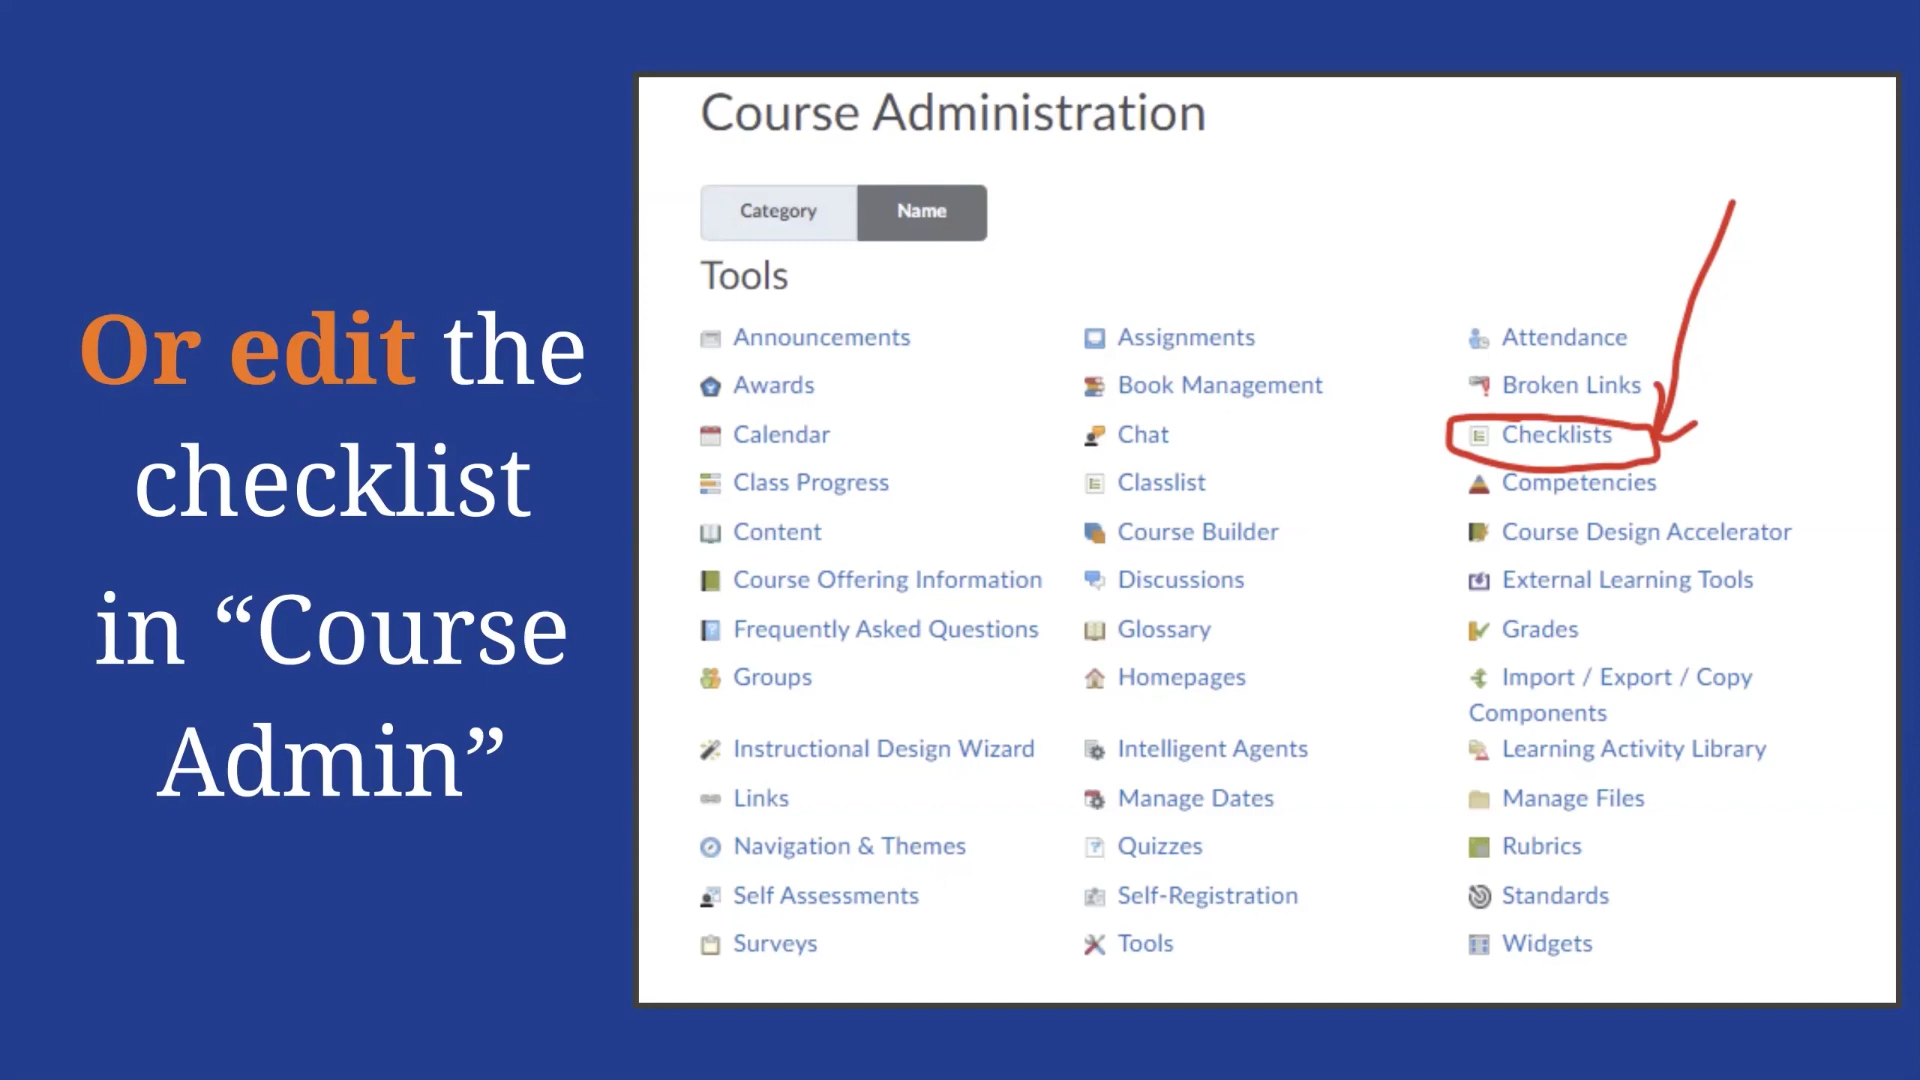 Or edit the
checklist
in “Course
Admin”
Course Administration
Category Name
Tools
Announcements Assignments Attendance
Awards Book Management Broken Links
Calendar Chat Checklists
Class Progress Classlist Competencies
Content Course Builder Course Design Accelerator
Course Offering Information Discussions External Learning Tools
Frequently Asked Questions Glossary Grades
Groups Homepages Import / Export / Copy
Components
Instructional Design Wizard Intelligent Agents Learning Activity Library
Links Manage Dates Manage Files
Navigation & Themes Quizzes Rubrics
Self Assessments Self-Registration Standards
Surveys Tools Widgets